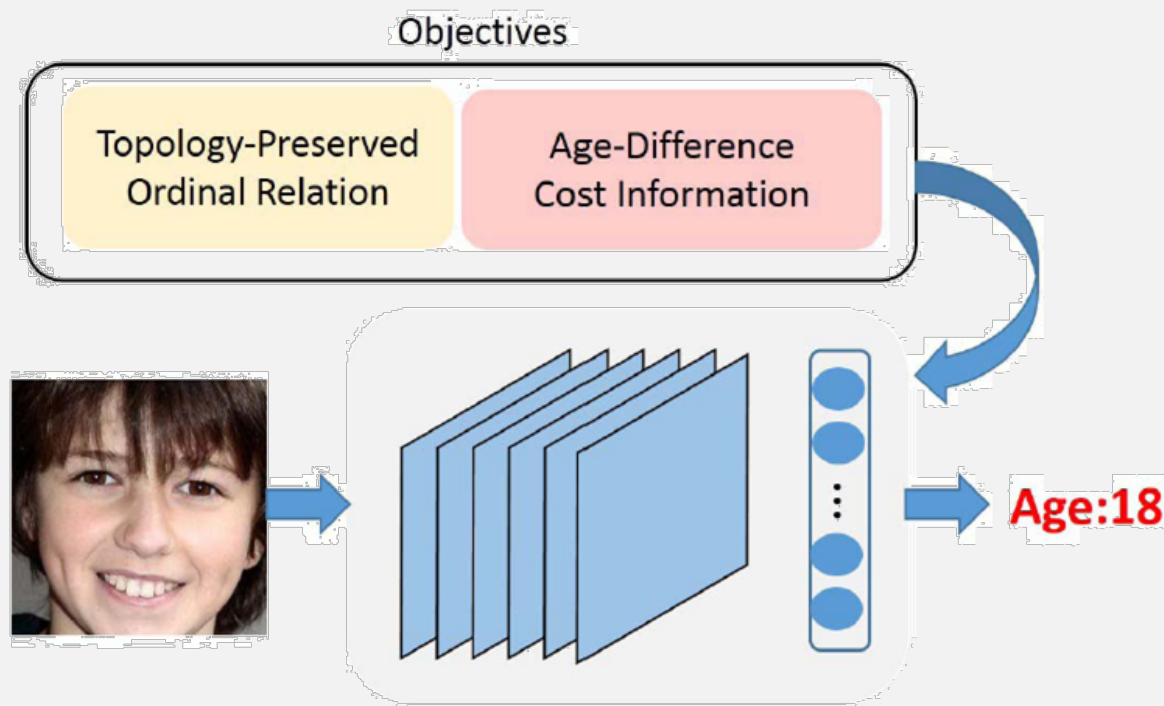 Objectives
Topology-Preserved
Ordinal Relation
Age-Difference
Cost Information
Age:18